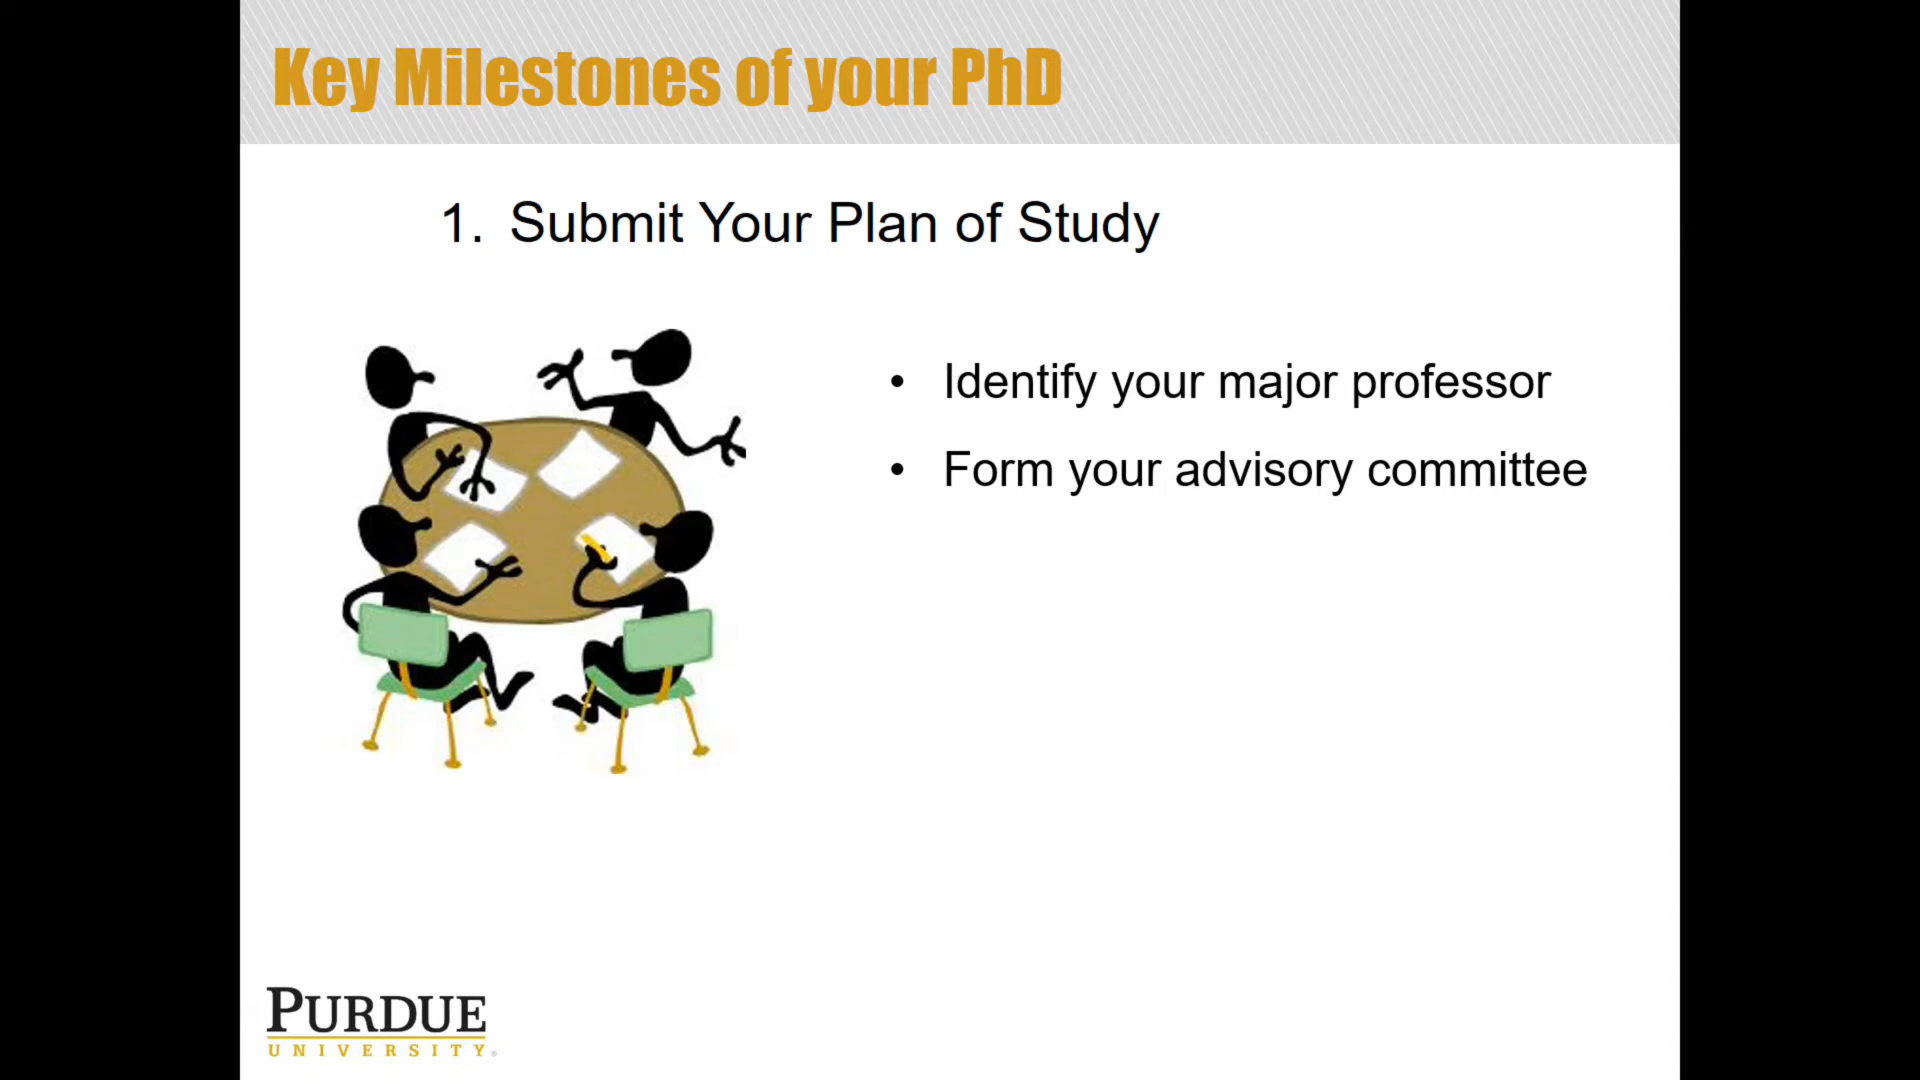 Key Milestones of your PhD
1. Submit Your Plan of Study
• Identify your major professor
• Form your advisory committee
PURDUE
UNIVERSITY®